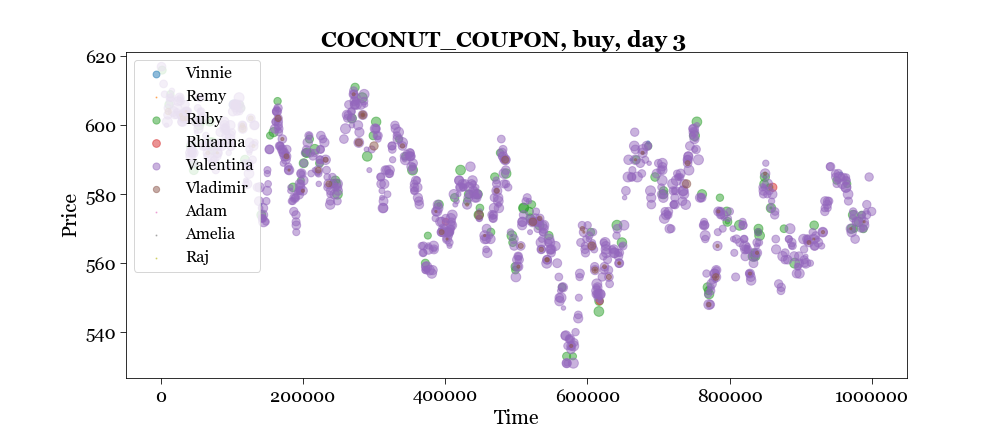 COCONUT_COUPON, buy, day 3
620
600
580
560
540
Price
Vinnie
Remy
Ruby
Rhianna
Valentina
Vladimir
Adam
Amelia
Raj
0 200000 400000 600000 800000 1000000
Time